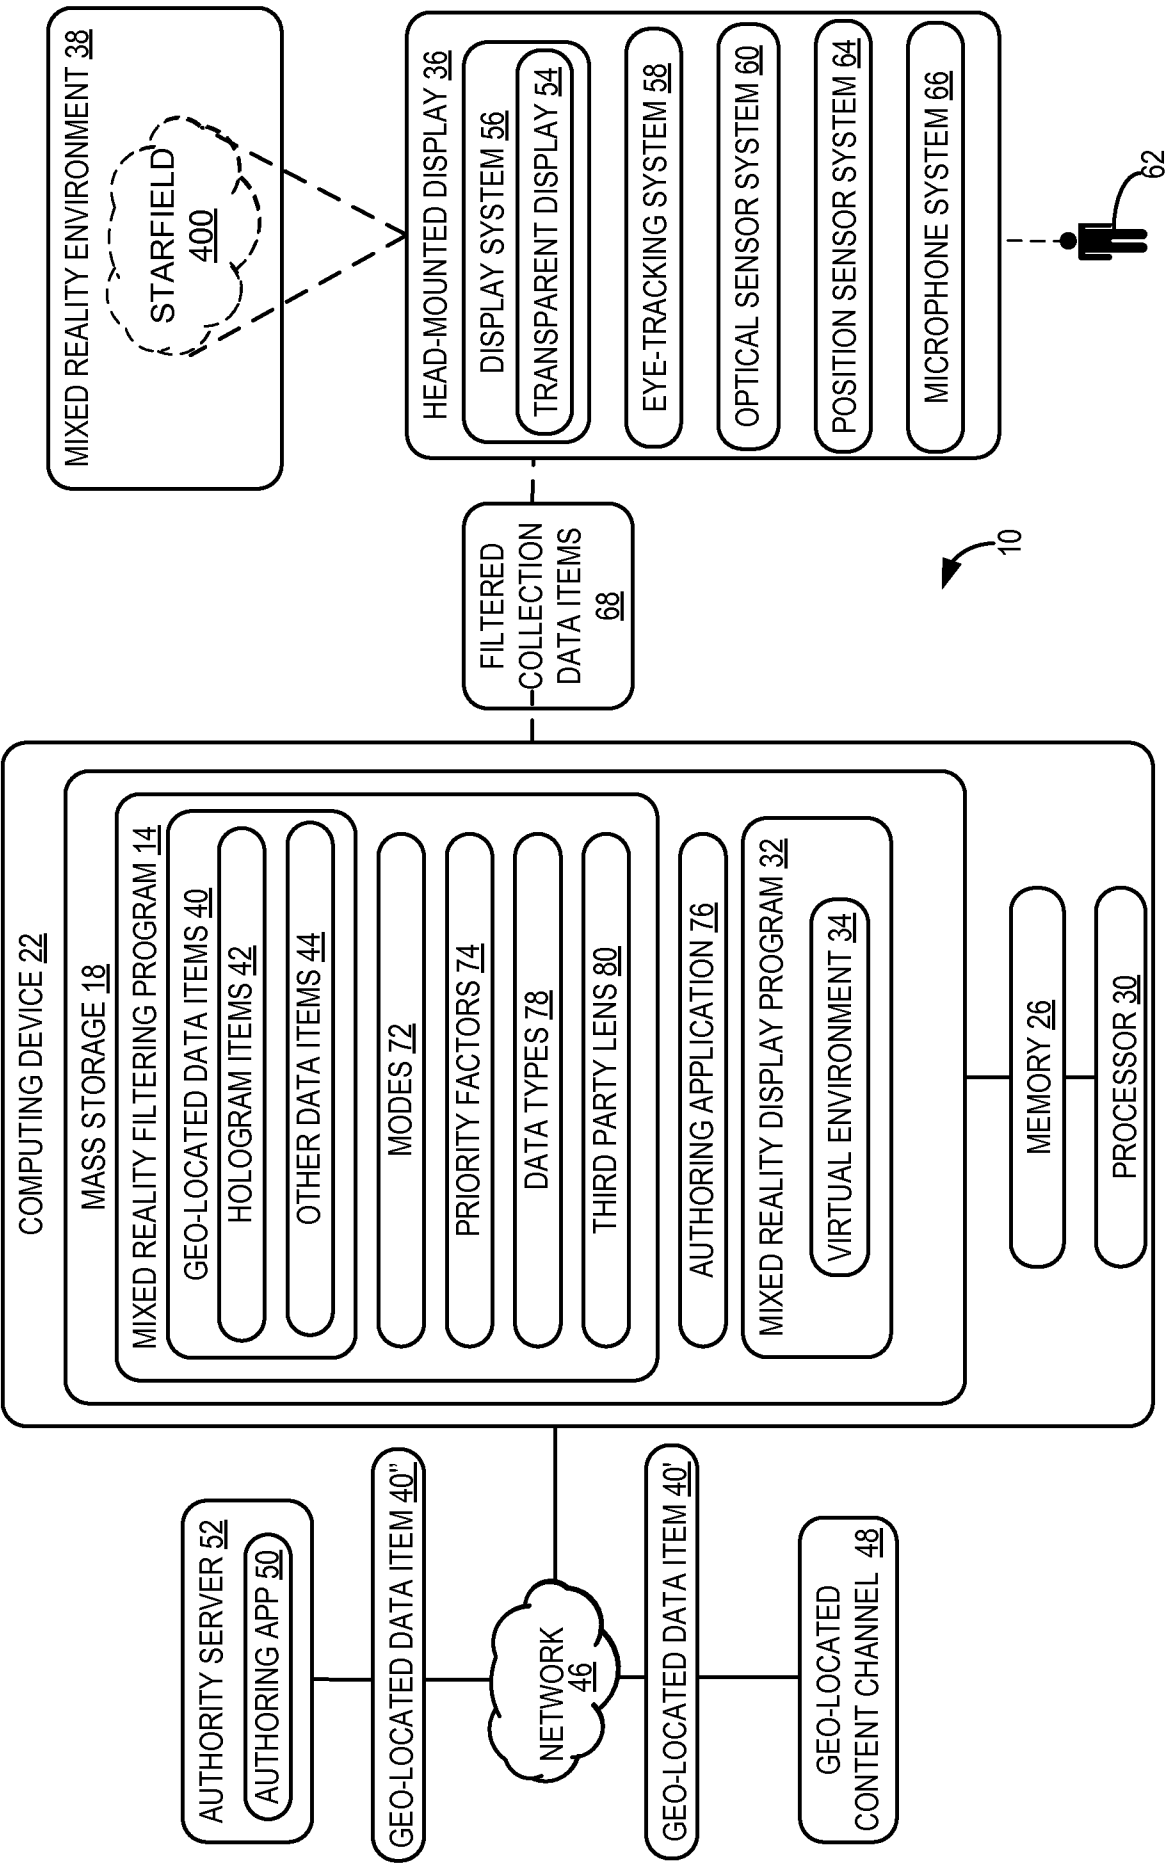 COMPUTING DEVICE 22
MASS STORAGE 18
MIXED REALITY FILTERING PROGRAM 14
GEO-LOCATED DATA ITEMS 40
HOLOGRAM ITEMS 42
OTHER DATA ITEMS 44
MODES 72
PRIORITY FACTORS 74
DATA TYPES 78
THIRD PARTY LENS 80
AUTHORING APPLICATION 76
MIXED REALITY DISPLAY PROGRAM 32
VIRTUAL ENVIRONMENT 34
MEMORY 26
PROCESSOR 30
AUTHORITY SERVER 52
AUTHORING APP 50
GEO-LOCATED DATA ITEM 40"
NETWORK
46
GEO-LOCATED DATA ITEM 40'
GEO-LOCATED
CONTENT CHANNEL 48
FILTERED
COLLECTION
DATA ITEMS
68
10
MIXED REALITY ENVIRONMENT 38
STARFIELD
400
HEAD-MOUNTED DISPLAY 36
DISPLAY SYSTEM 56
TRANSPARENT DISPLAY 54
EYE-TRACKING SYSTEM 58
OPTICAL SENSOR SYSTEM 60
POSITION SENSOR SYSTEM 64
MICROPHONE SYSTEM 66
62